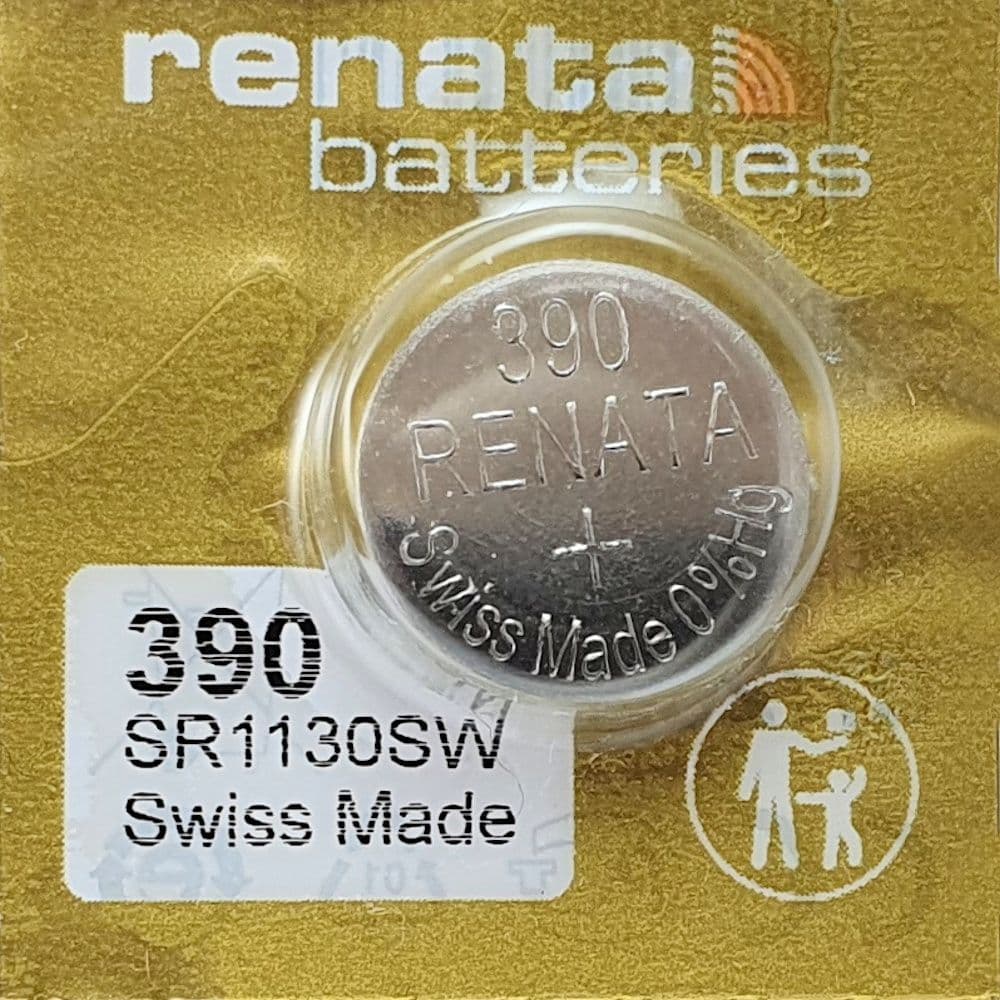 renata
batteries
390
RENATA
+
Swiss Made 0%Hg
390
SR1130SW
Swiss Made